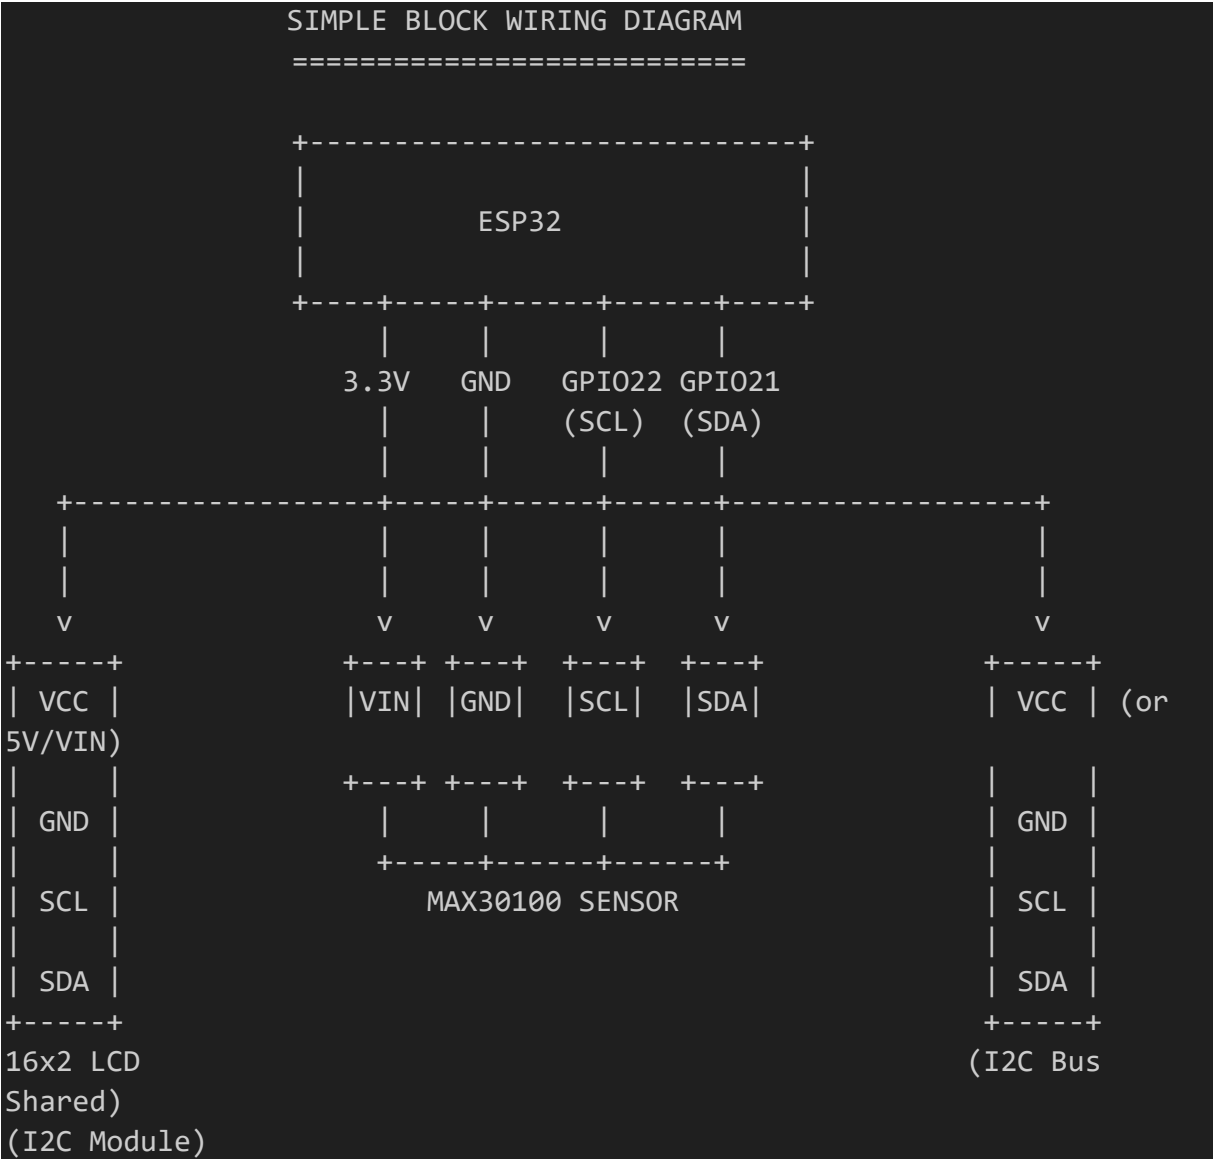 SIMPLE BLOCK WIRING DIAGRAM
===========================
+-----------------------------+
|                             |
|          ESP32              |
|                             |
+----+-----+------+------+----+
|     |      |      |
3.3V   GND   GPIO22 GPIO21
|     |    (SCL)  (SDA)
|     |      |      |
+------------------+-----+------+------+------------------+
|                  |     |      |      |                  |
|                  |     |      |      |                  |
v                  v     v      v      v                  v
+-----+             +---+ +---+  +---+  +---+             +-----+
| VCC |             |VIN| |GND|  |SCL|  |SDA|             | VCC | (or
5V/VIN)
|     |             +---+ +---+  +---+  +---+             |     |
| GND |               |     |      |      |               | GND |
|     |               +-----+------+------+               |     |
| SCL |                  MAX30100 SENSOR                  | SCL |
|     |                                                   |     |
| SDA |                                                   | SDA |
+-----+                                                   +-----+
16x2 LCD                                                 (I2C Bus
Shared)
(I2C Module)